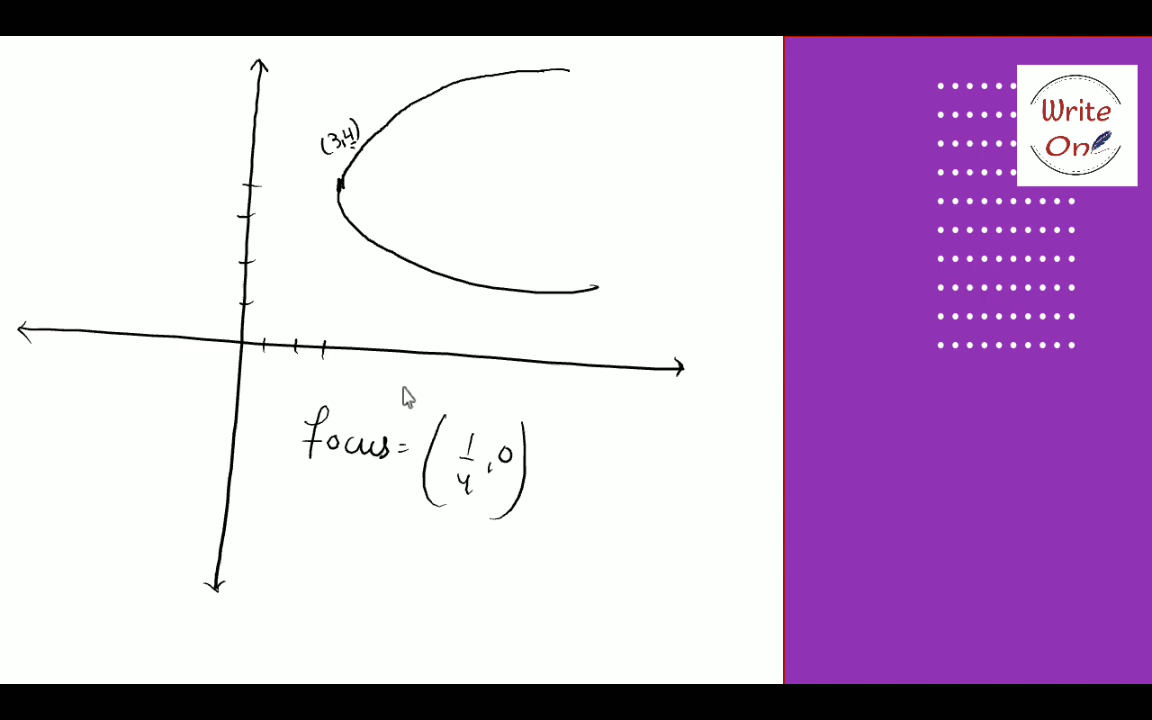 (3,4)
focus = (1/4, 0)
Write
On